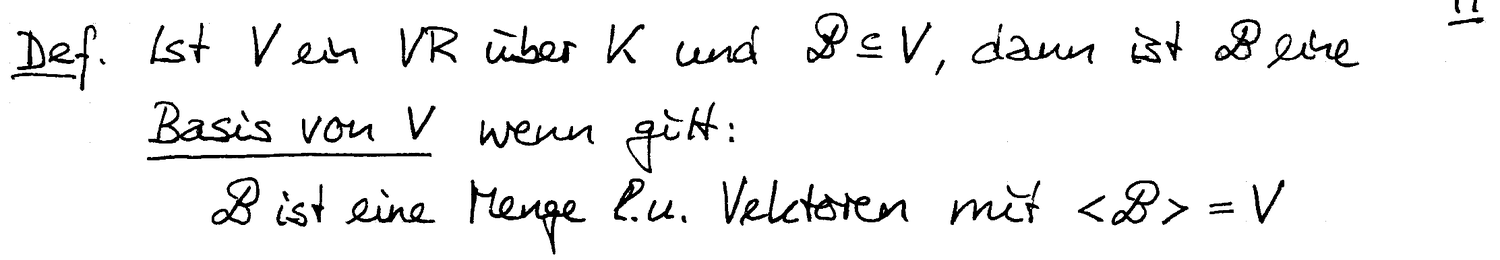 Def. Ist V ein VR über K und B ⊆ V, dann ist B eine
Basis von V wenn gilt:
B ist eine Menge l.u. Vektoren mit <B> = V